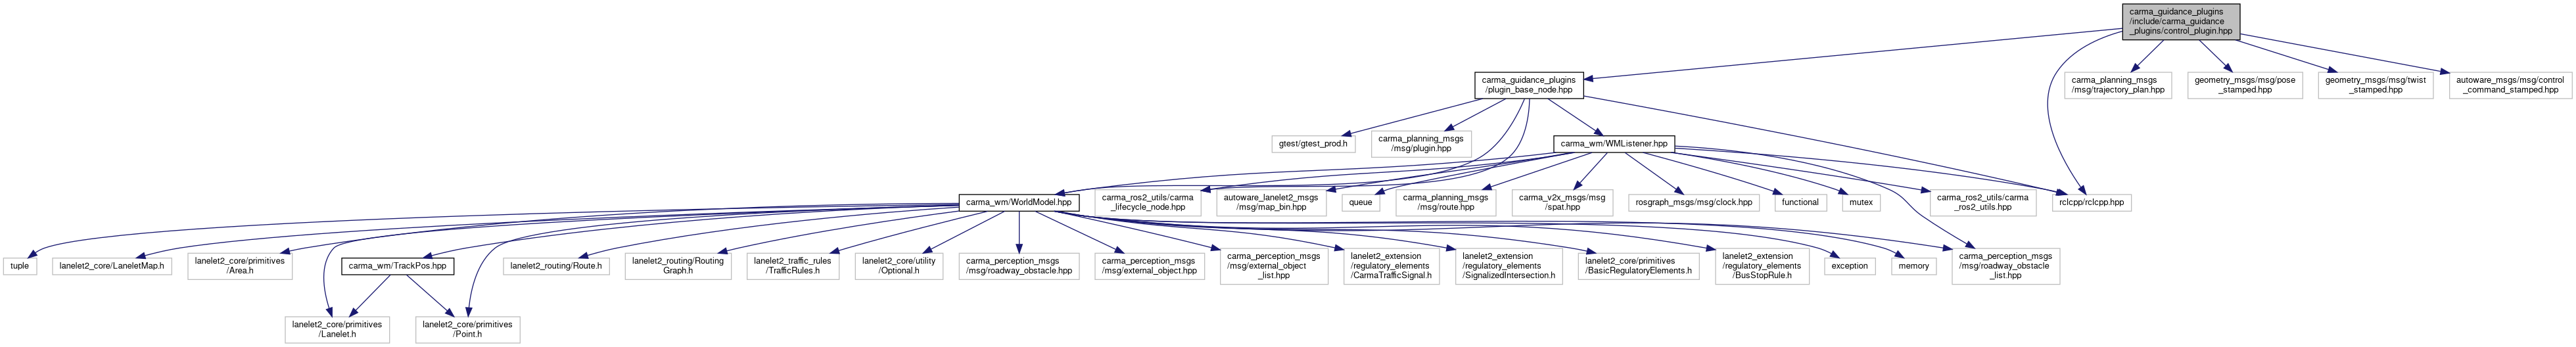 carma_guidance_plugins
/include/carma_guidance
_plugins/control_plugin.hpp
carma_guidance_plugins
/plugin_base_node.hpp
carma_planning_msgs
/msg/trajectory_plan.hpp
geometry_msgs/msg/pose
_stamped.hpp
geometry_msgs/msg/twist
_stamped.hpp
autoware_msgs/msg/control
_command_stamped.hpp
gtest/gtest_prod.h
carma_planning_msgs
/msg/plugin.hpp
carma_wm/WMListener.hpp
carma_wm/WorldModel.hpp
carma_ros2_utils/carma
_lifecycle_node.hpp
autoware_lanelet2_msgs
/msg/map_bin.hpp
queue
carma_planning_msgs
/msg/route.hpp
carma_v2x_msgs/msg
/spat.hpp
rosgraph_msgs/msg/clock.hpp
functional
mutex
carma_ros2_utils/carma
_ros2_utils.hpp
rclcpp/rclcpp.hpp
tuple
lanelet2_core/LaneletMap.h
lanelet2_core/primitives
/Area.h
carma_wm/TrackPos.hpp
lanelet2_routing/Route.h
lanelet2_routing/Routing
Graph.h
lanelet2_traffic_rules
/TrafficRules.h
lanelet2_core/utility
/Optional.h
carma_perception_msgs
/msg/roadway_obstacle.hpp
carma_perception_msgs
/msg/external_object.hpp
carma_perception_msgs
/msg/external_object
_list.hpp
lanelet2_extension
/regulatory_elements
/CarmaTrafficSignal.h
lanelet2_extension
/regulatory_elements
/SignalizedIntersection.h
lanelet2_core/primitives
/BasicRegulatoryElements.h
lanelet2_extension
/regulatory_elements
/BusStopRule.h
exception
memory
carma_perception_msgs
/msg/roadway_obstacle
_list.hpp
lanelet2_core/primitives
/Lanelet.h
lanelet2_core/primitives
/Point.h